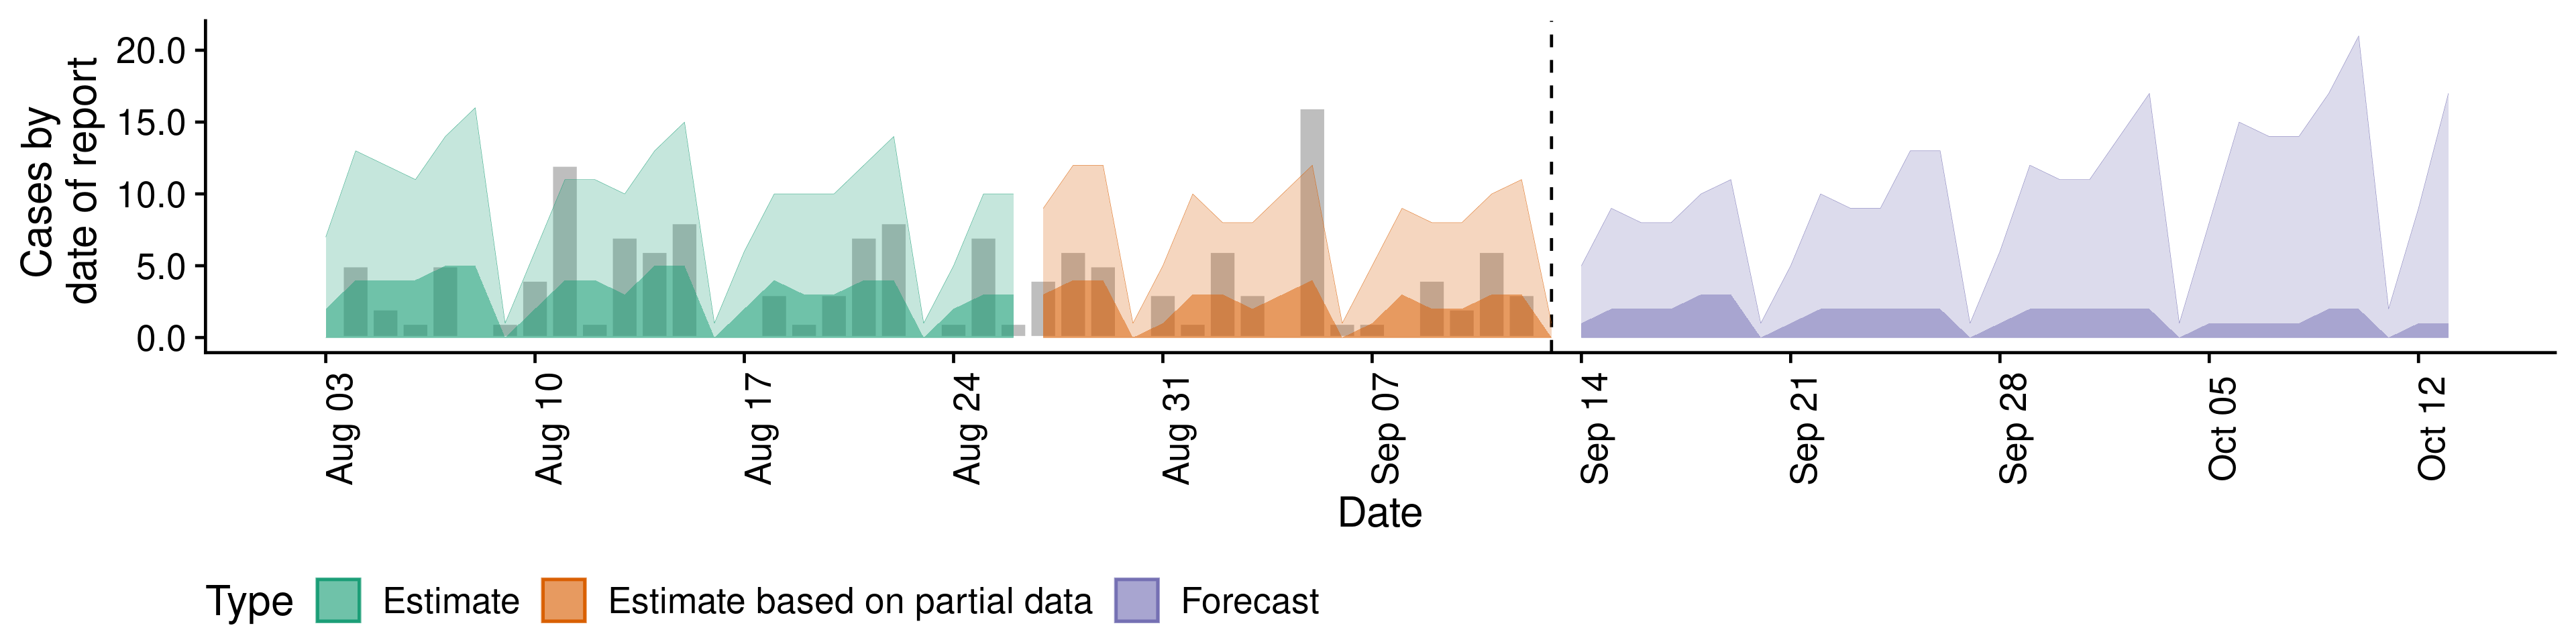 Cases by
date of report
20.0
15.0
10.0
5.0
0.0
Aug 03
Aug 10
Aug 17
Aug 24
Aug 31
Sep 07
Sep 14
Sep 21
Sep 28
Oct 05
Oct 12
Date
Type Estimate Estimate based on partial data Forecast